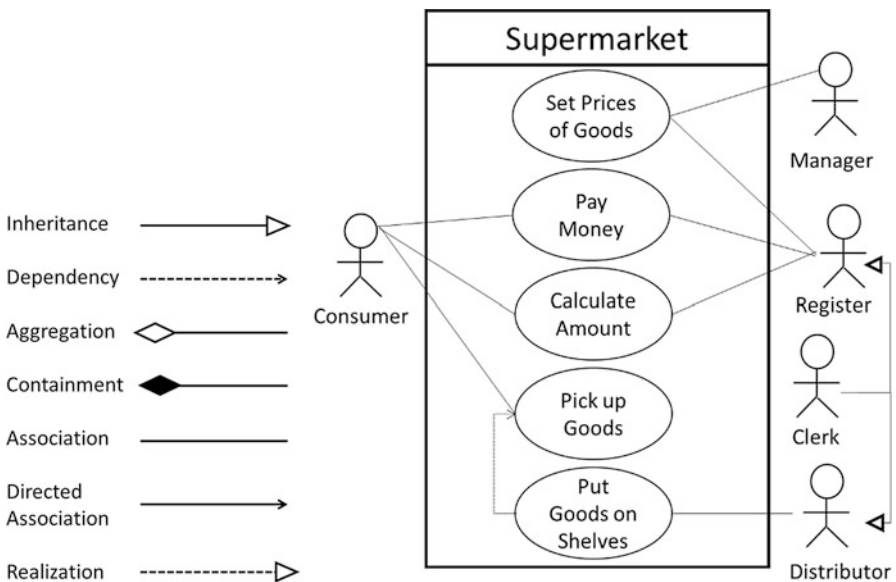 Supermarket
Set Prices
of Goods
Manager
Inheritance
Pay
Money
Dependency
Consumer
Register
Calculate
Amount
Aggregation
Containment
Pick up
Goods
Clerk
Association
Directed
Association
Put
Goods on
Shelves
Realization
Distributor